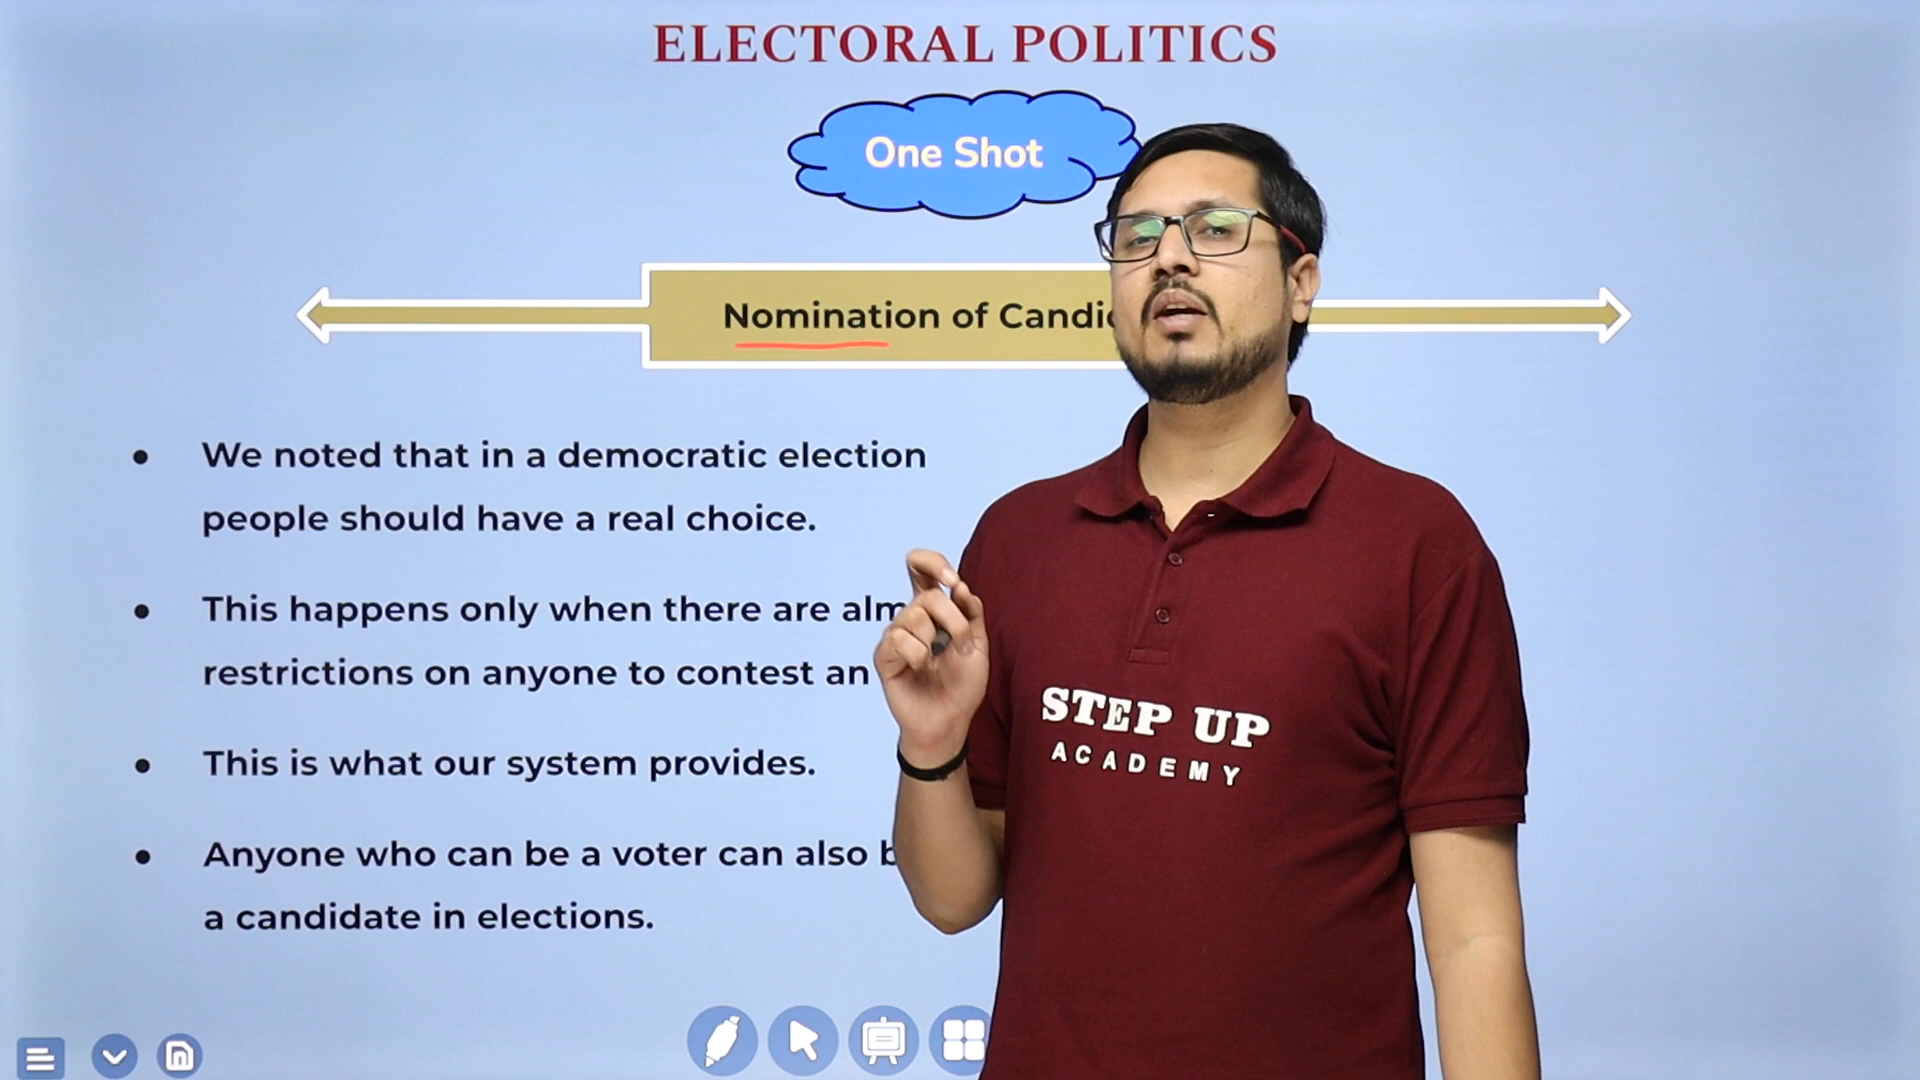 ELECTORAL POLITICS
One Shot
Nomination of
We noted that in a democratic election
people should have a real choice.
This happens only when there are
restrictions on anyone to contest an
This is what our system provides.
Anyone who can be a voter can also
a candidate in elections.
STEP UP
ACADEMY